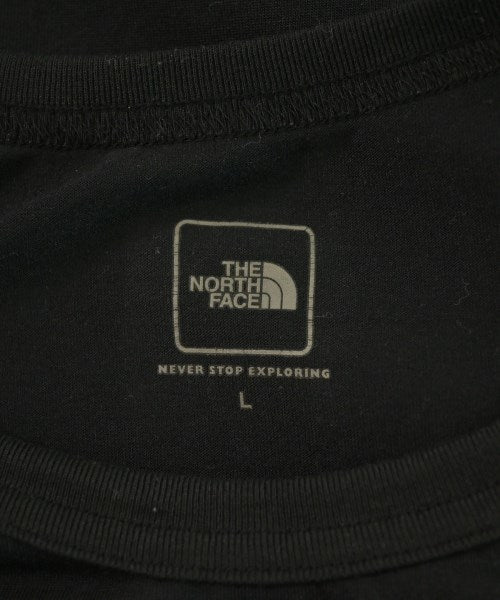 THE
NORTH
FACE
NEVER STOP EXPLORING
L